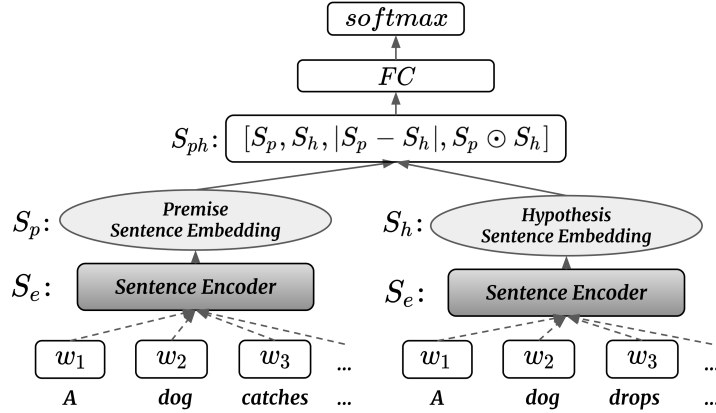 softmax
FC
S_ph: [S_p, S_h, |S_p − S_h|, S_p ⊙ S_h]
S_p: Premise
Sentence Embedding
S_h: Hypothesis
Sentence Embedding
S_e: Sentence Encoder
S_e: Sentence Encoder
w_1 w_2 w_3 ...
w_1 w_2 w_3 ...
A dog catches ...
A dog drops ...